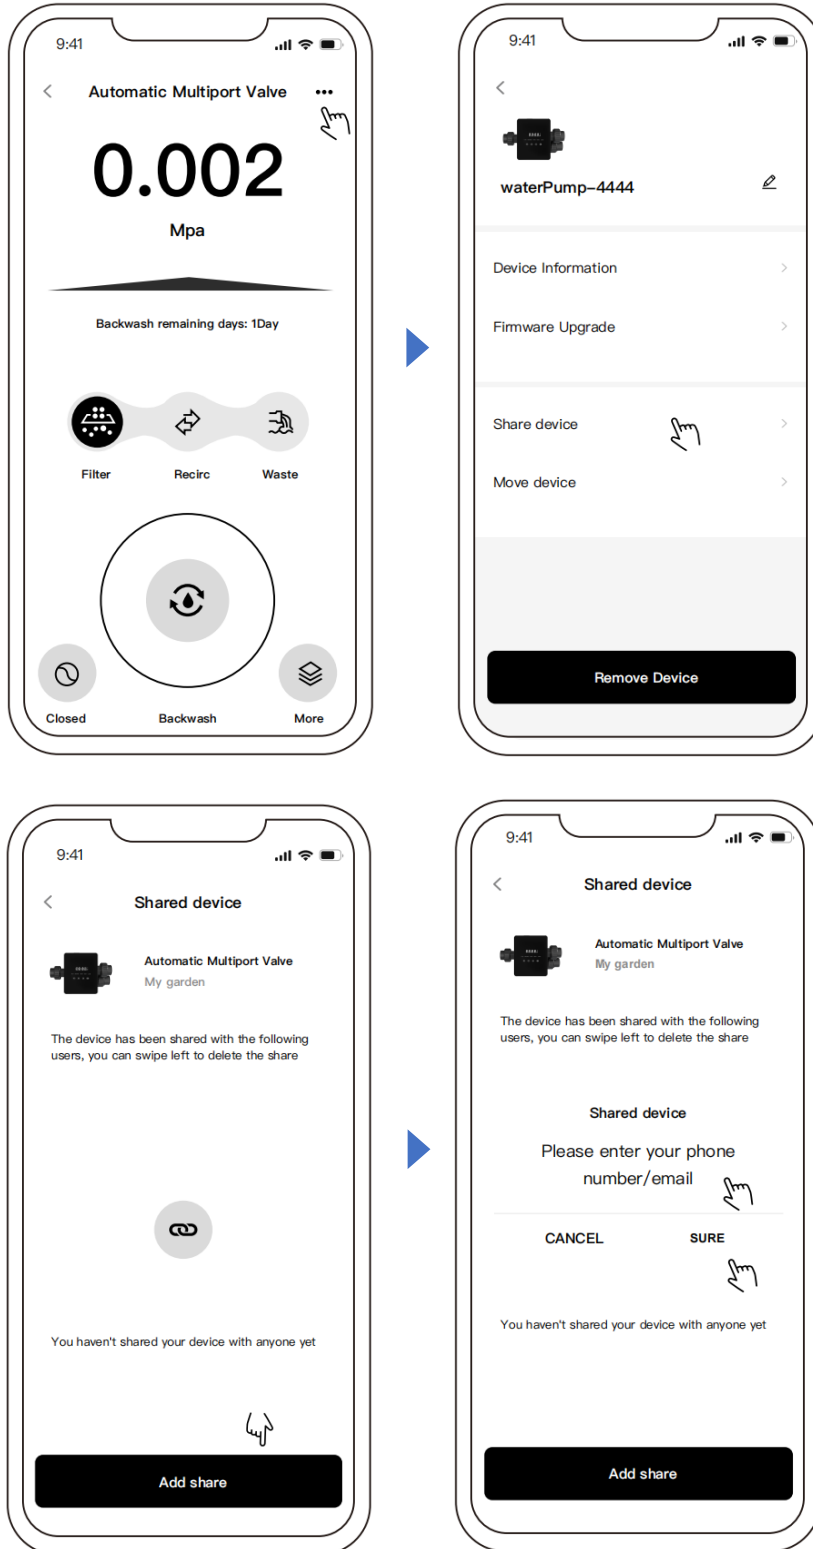 9:41
Automatic Multiport Valve
0.002
Mpa
Backwash remaining days: 1Day
Filter
Recirc
Waste
Closed
Backwash
More
9:41
waterPump-4444
Device Information
Firmware Upgrade
Share device
Move device
Remove Device
9:41
Shared device
Automatic Multiport Valve
My garden
The device has been shared with the following
users, you can swipe left to delete the share
You haven't shared your device with anyone yet
Add share
9:41
Shared device
Automatic Multiport Valve
My garden
The device has been shared with the following
users, you can swipe left to delete the share
Shared device
Please enter your phone
number/email
CANCEL
SURE
You haven't shared your device with anyone yet
Add share